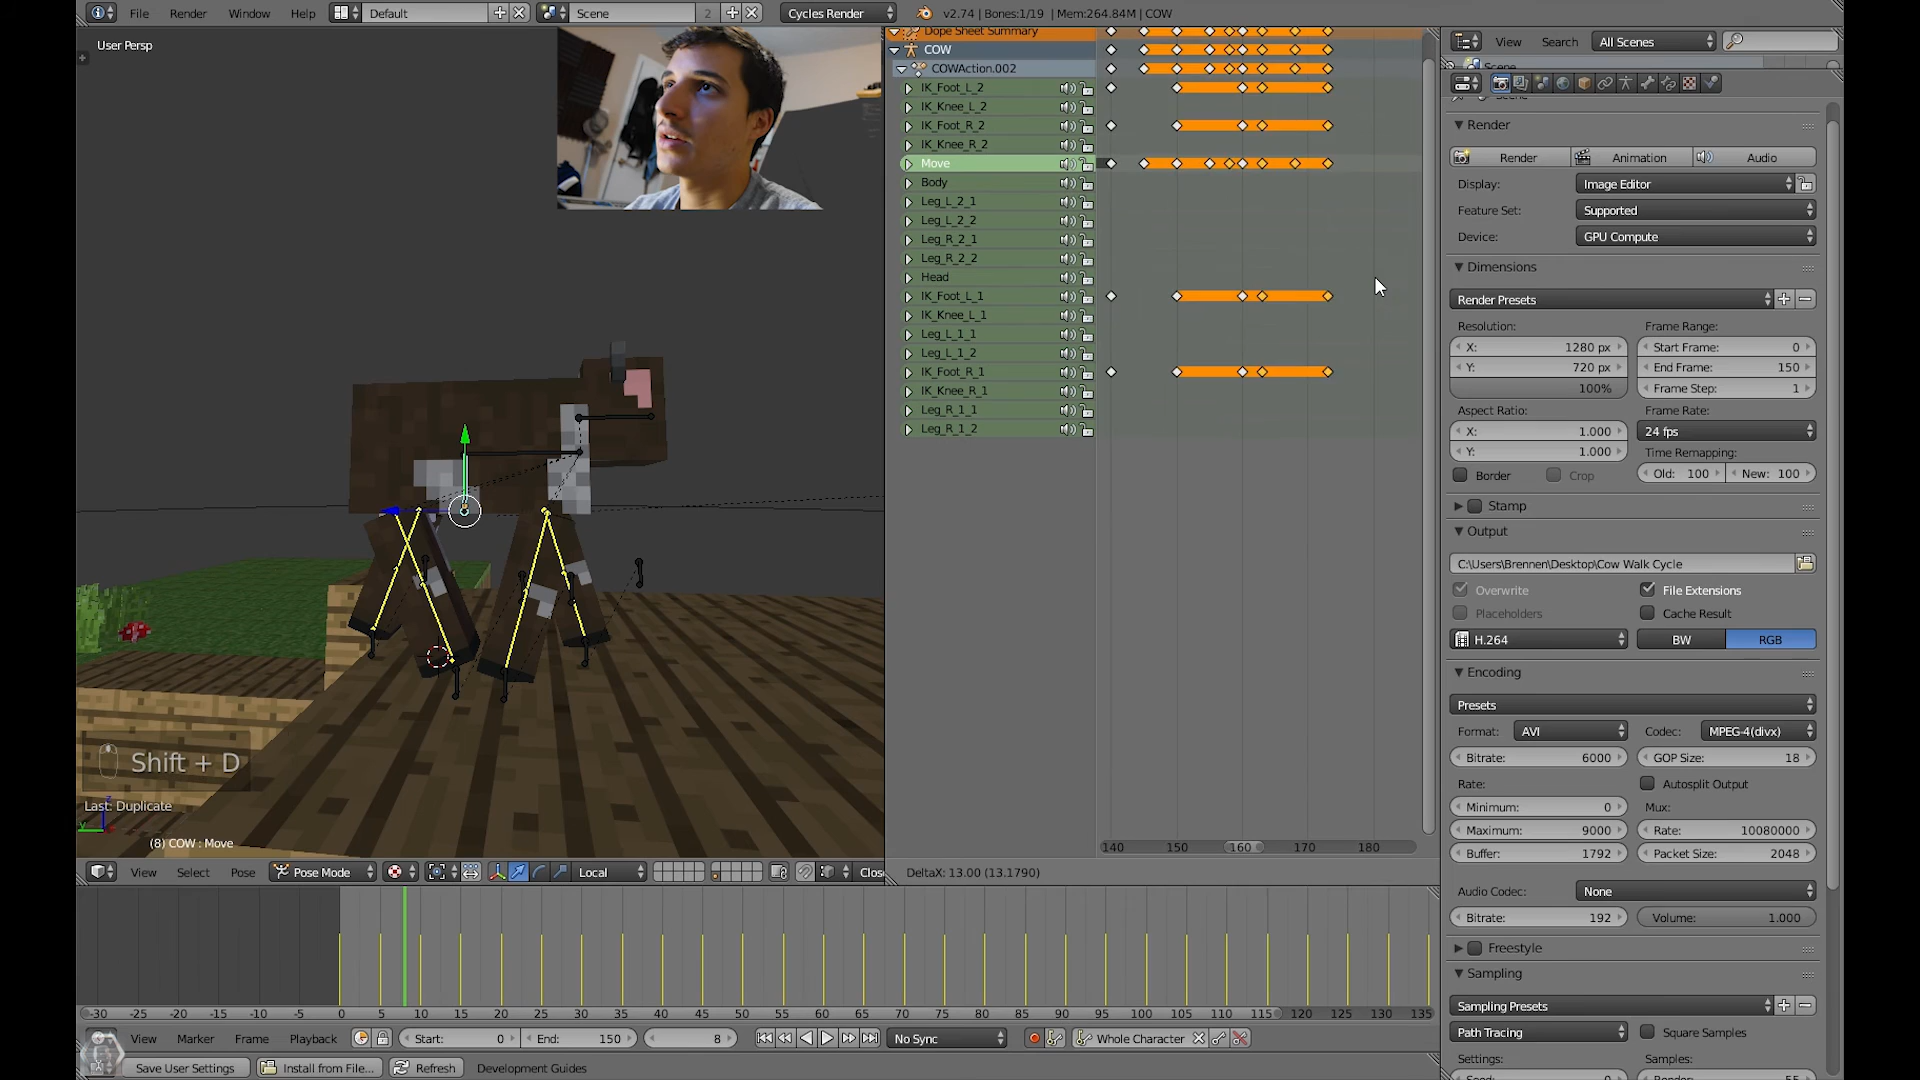 File Render Window Help Default Scene 2 Cycles Render v2.74 | Bones:1/19 | Mem:264.84M | COW
User Persp
Dope Sheet Summary
COW
COWAction.002
IK_Foot_L_2
IK_Knee_L_2
IK_Foot_R_2
IK_Knee_R_2
Move
Body
Leg_L_2_1
Leg_L_2_2
Leg_R_2_1
Leg_R_2_2
Head
IK_Foot_L_1
IK_Knee_L_1
Leg_L_1_1
Leg_L_1_2
IK_Foot_R_1
IK_Knee_R_1
Leg_R_1_1
Leg_R_1_2
140 150 160 170 180
DeltaX: 13.00 (13.1790)
View Search All Scenes
Scene
Scene
Render
Render Animation Audio
Display: Image Editor
Feature Set: Supported
Device: GPU Compute
Dimensions
Render Presets
Resolution: Frame Range:
X: 1280 px Start Frame: 0
Y: 720 px End Frame: 150
100% Frame Step: 1
Aspect Ratio: Frame Rate:
X: 1.000 24 fps
Y: 1.000 Time Remapping:
Border Crop Old: 100 New: 100
Stamp
Output
C:\Users\Brennen\Desktop\Cow Walk Cycle
Overwrite File Extensions
Placeholders Cache Result
H.264 BW RGB
Encoding
Presets
Format: AVI Codec: MPEG-4(divx)
Bitrate: 6000 GOP Size: 18
Rate: Autosplit Output
Minimum: 0 Mux:
Maximum: 9000 Rate: 10080000
Buffer: 1792 Packet Size: 2048
Audio Codec: None
Bitrate: 192 Volume: 1.000
Freestyle
Sampling
Sampling Presets
Path Tracing Square Samples
Settings: Samples:
Seed: 0 Render: 55
Shift + D
Last: Duplicate
(8) COW : Move
View Select Pose Pose Mode Local Close
-30 -25 -20 -15 -10 -5 0 5 10 15 20 25 30 35 40 45 50 55 60 65 70 75 80 85 90 95 100 105 110 115 120 125 130 135
View Marker Frame Playback Start: 0 End: 150 8 No Sync Whole Character
Save User Settings Install from File... Refresh Development Guides